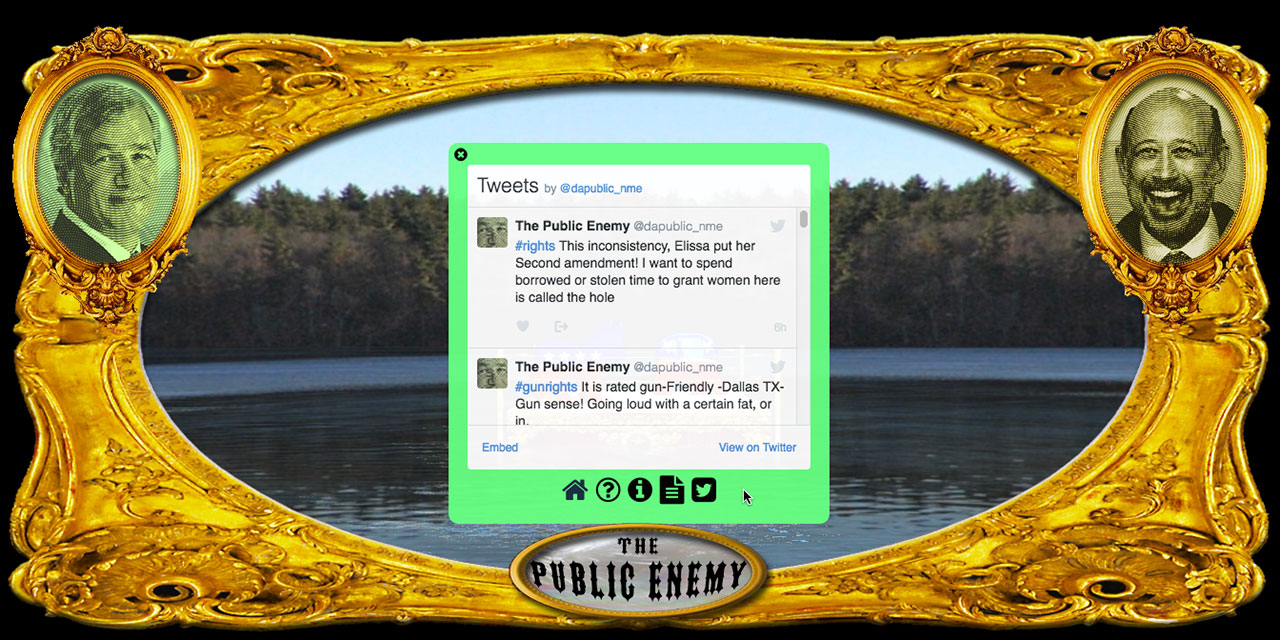 Tweets by @dapublic_nme
The Public Enemy @dapublic_nme
#rights This inconsistency, Elissa put her
Second amendment! I want to spend
borrowed or stolen time to grant women here
is called the hole
6h
The Public Enemy @dapublic_nme
#gunrights It is rated gun-Friendly -Dallas TX-
Gun sense! Going loud with a certain fat, or
in.
Embed
View on Twitter
THE
PUBLIC ENEMY